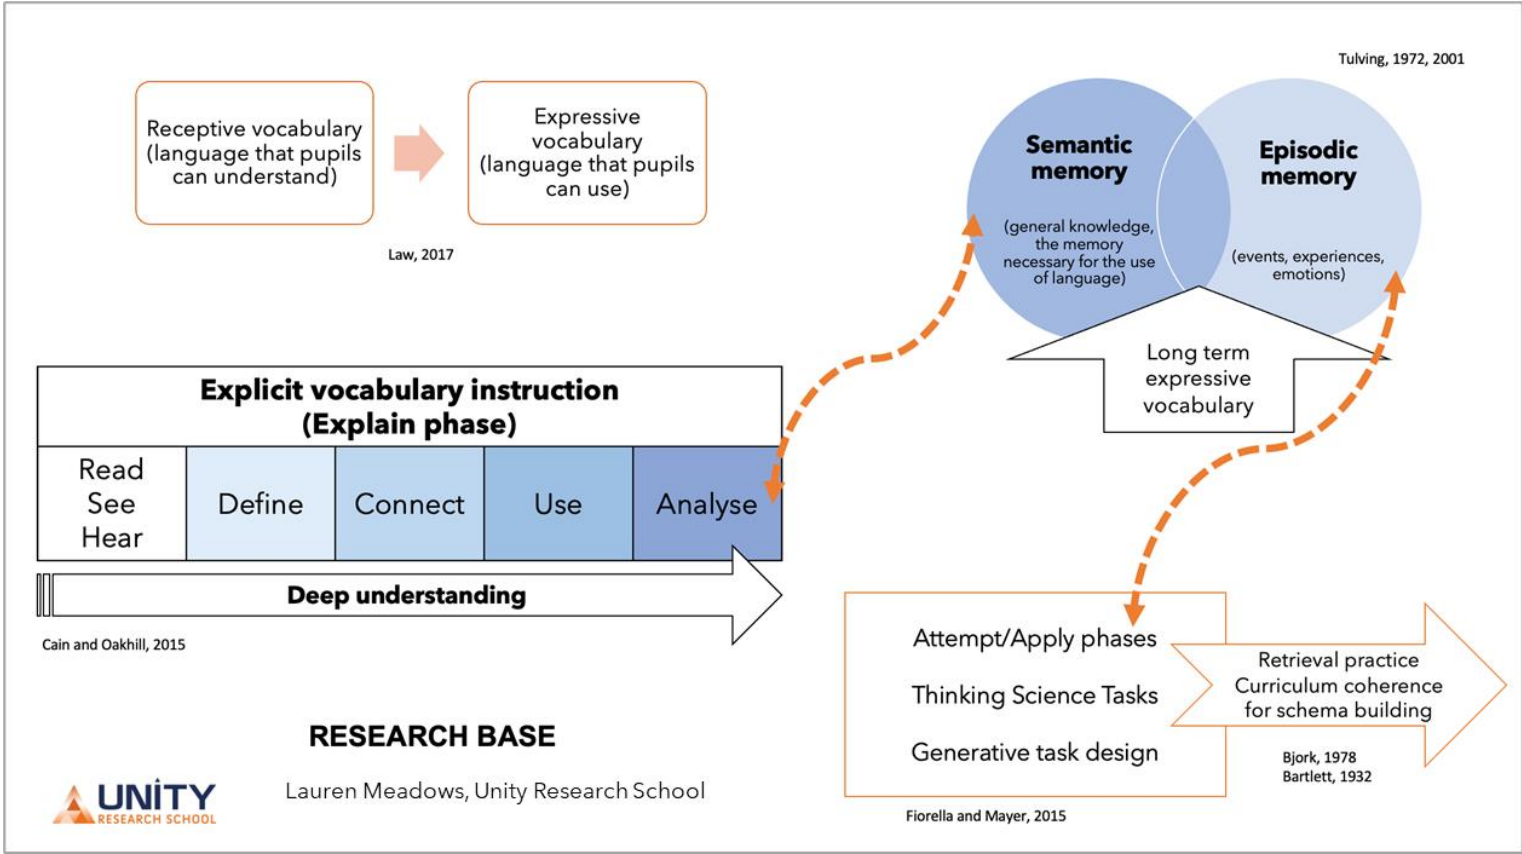 Receptive vocabulary
(language that pupils
can understand)
Expressive
vocabulary
(language that pupils
can use)
Law, 2017
Tulving, 1972, 2001
Semantic
memory
(general knowledge,
the memory
necessary for the use
of language)
Episodic
memory
(events, experiences,
emotions)
Long term
expressive
vocabulary
Explicit vocabulary instruction
(Explain phase)
Read
See
Hear
Define
Connect
Use
Analyse
Deep understanding
Cain and Oakhill, 2015
Attempt/Apply phases
Thinking Science Tasks
Generative task design
Retrieval practice
Curriculum coherence
for schema building
Bjork, 1978
Bartlett, 1932
Fiorella and Mayer, 2015
RESEARCH BASE
Lauren Meadows, Unity Research School
UNiTY
RESEARCH SCHOOL